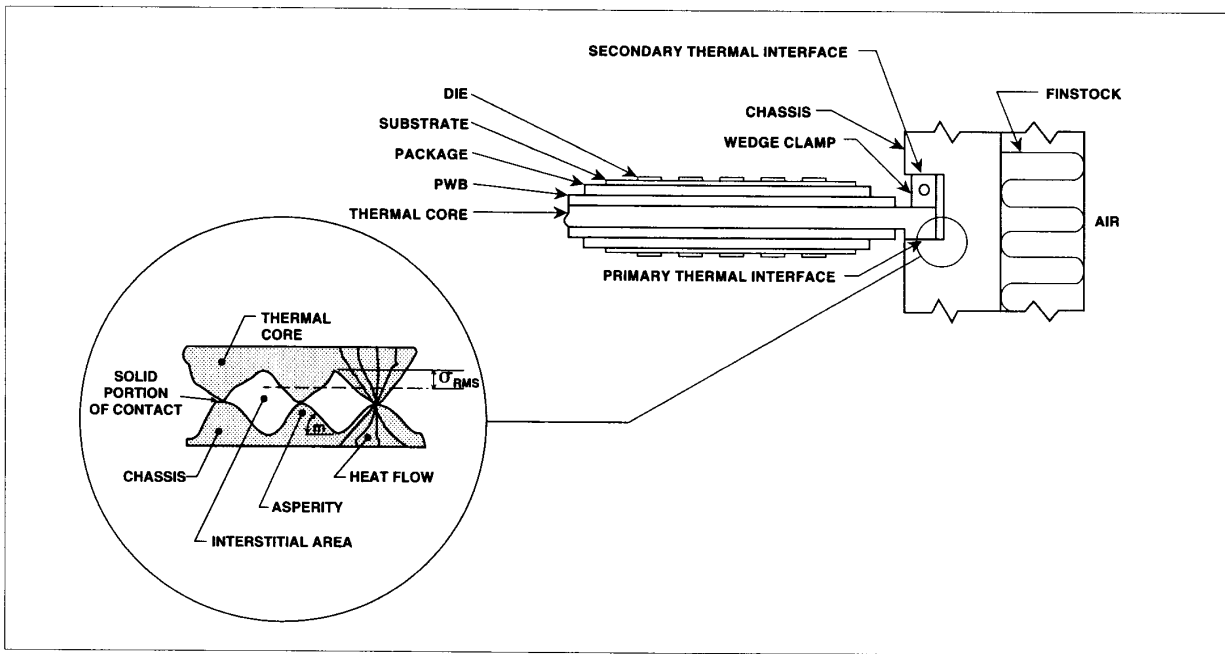 SECONDARY THERMAL INTERFACE
DIE
SUBSTRATE
PACKAGE
PWB
THERMAL CORE
CHASSIS
WEDGE CLAMP
FINSTOCK
AIR
PRIMARY THERMAL INTERFACE
THERMAL
CORE
SOLID
PORTION
OF CONTACT
σRMS
m
CHASSIS
HEAT FLOW
ASPERITY
INTERSTITIAL AREA